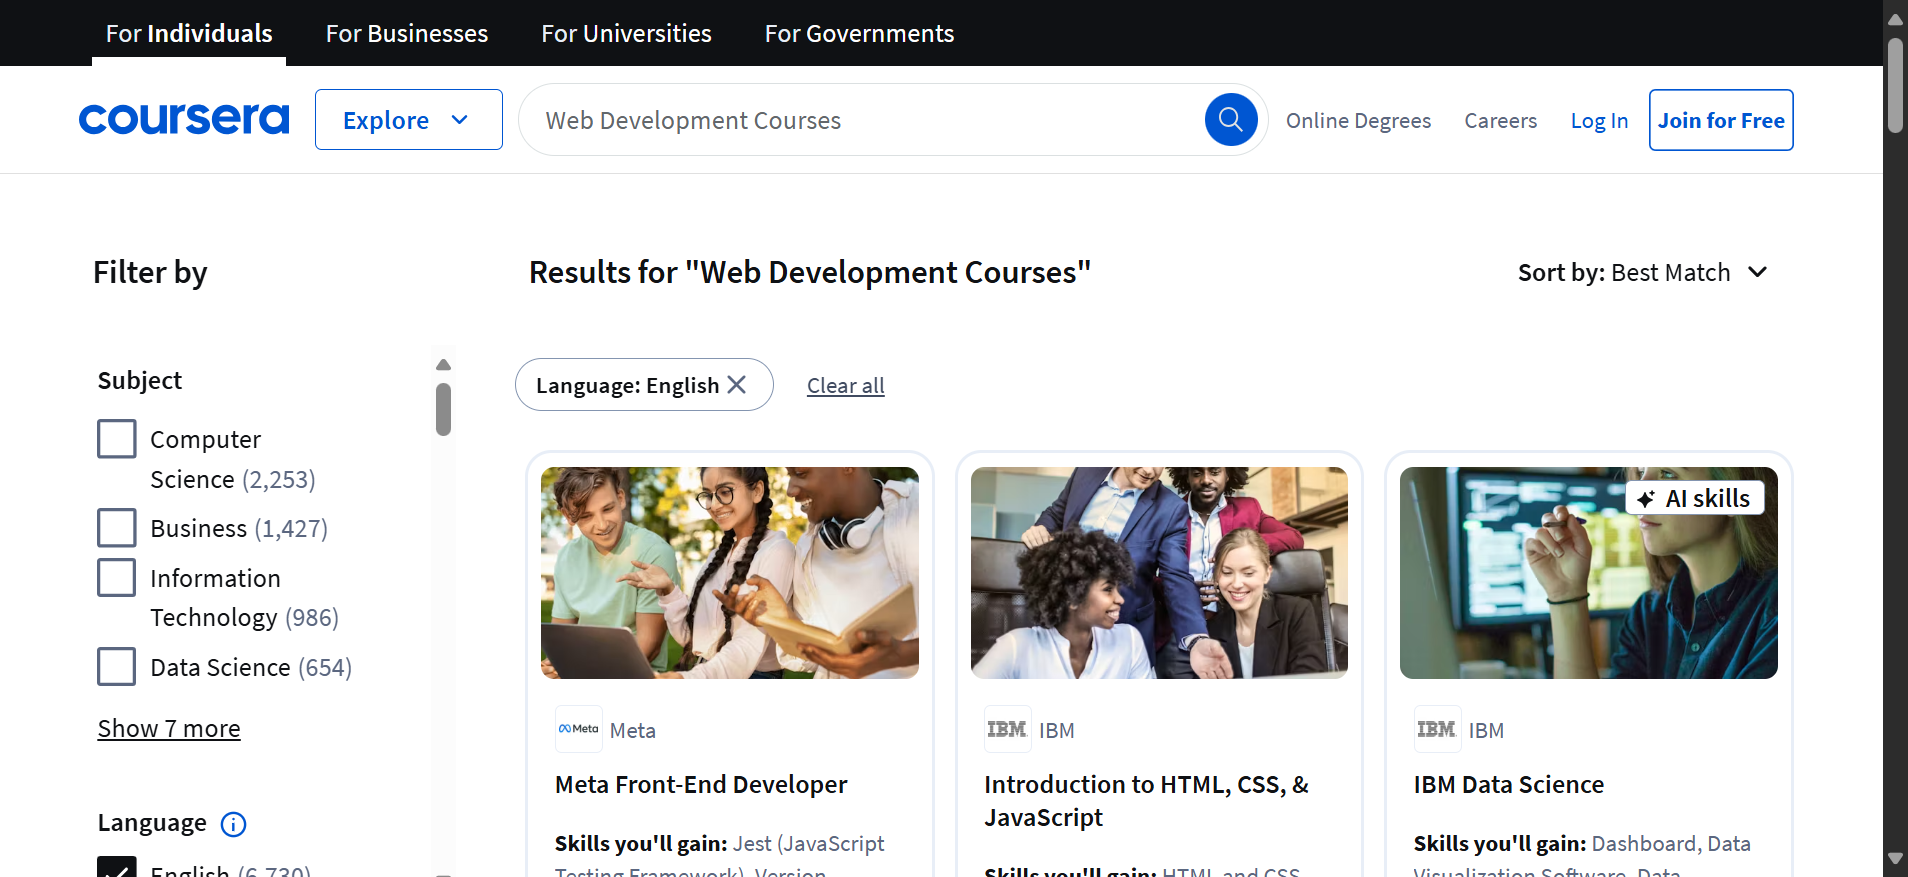 For Individuals
For Businesses
For Universities
For Governments
coursera
Explore
Web Development Courses
Online Degrees
Careers
Log In
Join for Free
Filter by
Results for "Web Development Courses"
Sort by: Best Match
Subject
Language: English
Clear all
Computer
Science (2,253)
Business (1,427)
Information
Technology (986)
Data Science (654)
Show 7 more
Language
English (6,730)
Meta
Meta
Meta Front-End Developer
Skills you'll gain: Jest (JavaScript
Testing Framework), Version
IBM
IBM
Introduction to HTML, CSS, &
JavaScript
Skills you'll gain: HTML and CSS,
AI skills
IBM
IBM
IBM Data Science
Skills you'll gain: Dashboard, Data
Visualization Software, Data